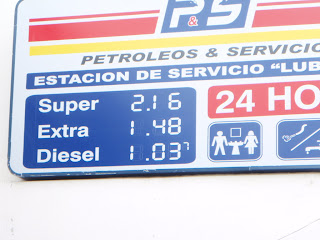 P&S
PETROLEOS & SERVICIO
ESTACION DE SERVICIO "LUB
Super 2.16
Extra 1.48
Diesel 1.03⁷
24 HO